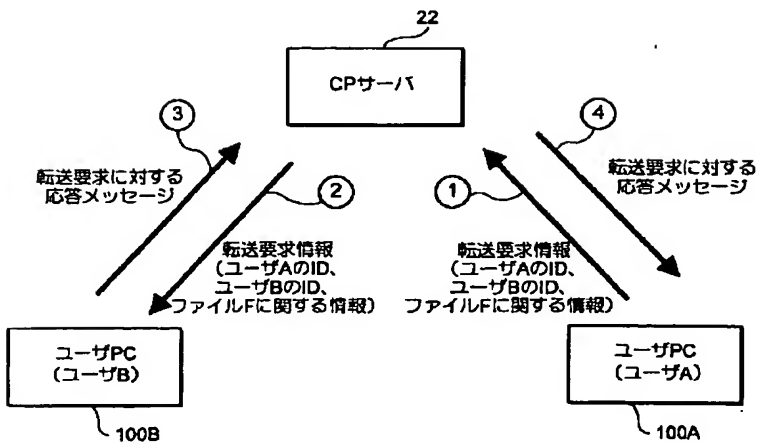 22
CPサーバ
③
④
転送要求に対する
応答メッセージ
転送要求に対する
応答メッセージ
②
①
転送要求情報
(ユーザAのID、
ユーザBのID、
ファイルFに関する情報)
転送要求情報
(ユーザAのID、
ユーザBのID、
ファイルFに関する情報)
ユーザPC
(ユーザB)
ユーザPC
(ユーザA)
100B
100A